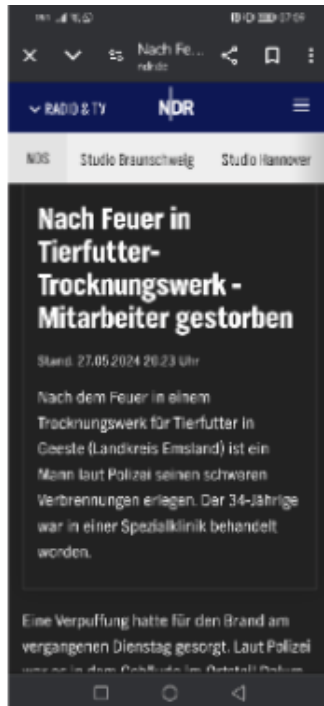 07:09
Nach Fe...
ndr.de
RADIO & TV
NDR
NDS Studio Braunschweig Studio Hannover
Nach Feuer in
Tierfutter-
Trocknungswerk -
Mitarbeiter gestorben
Stand: 27.05.2024 20:23 Uhr
Nach dem Feuer in einem
Trocknungswerk für Tierfutter in
Geeste (Landkreis Emsland) ist ein
Mann laut Polizei seinen schweren
Verbrennungen erlegen. Der 34-Jährige
war in einer Spezialklinik behandelt
worden.
Eine Verpuffung hatte für den Brand am
vergangenen Dienstag gesorgt. Laut Polizei